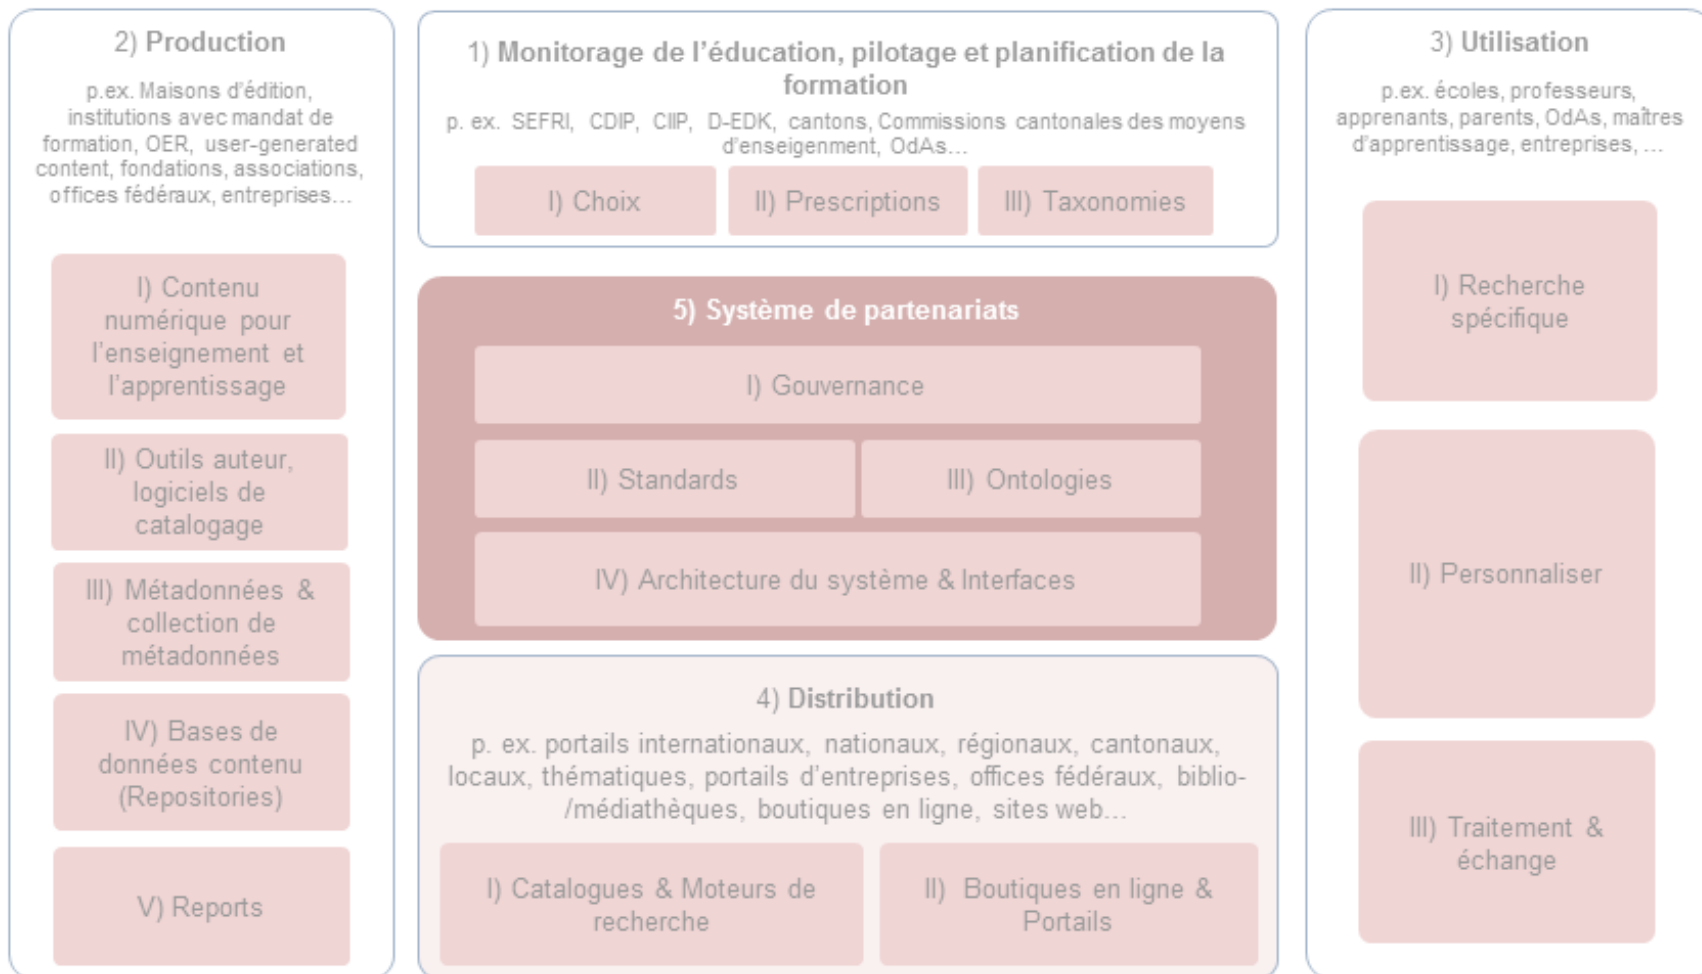 2) Production
p.ex. Maisons d'édition,
institutions avec mandat de
formation, OER, user-generated
content, fondations, associations,
offices fédéraux, entreprises...
I) Contenu
numérique pour
l'enseignement et
l'apprentissage
II) Outils auteur,
logiciels de
catalogage
III) Métadonnées &
collection de
métadonnées
IV) Bases de
données contenu
(Repositories)
V) Reports
1) Monitorage de l'éducation, pilotage et planification de la
formation
p. ex. SEFRI, CDIP, CIIP, D-EDK, cantons, Commissions cantonales des moyens
d'enseigenment, OdAs...
I) Choix
II) Prescriptions
III) Taxonomies
5) Système de partenariats
I) Gouvernance
II) Standards
III) Ontologies
IV) Architecture du système & Interfaces
4) Distribution
p. ex. portails internationaux, nationaux, régionaux, cantonaux,
locaux, thématiques, portails d'entreprises, offices fédéraux, biblio-
/médiathèques, boutiques en ligne, sites web...
I) Catalogues & Moteurs de
recherche
II) Boutiques en ligne &
Portails
3) Utilisation
p.ex. écoles, professeurs,
apprenants, parents, OdAs, maîtres
d'apprentissage, entreprises, ...
I) Recherche
spécifique
II) Personnaliser
III) Traitement &
échange